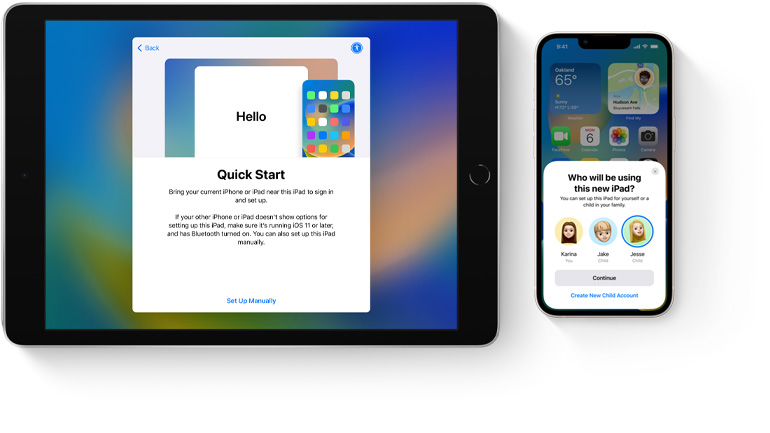 Back
Hello
Quick Start
Bring your current iPhone or iPad near this iPad to sign in
and set up.
If your other iPhone or iPad doesn't show options for
setting up this iPad, make sure it's running iOS 11 or later,
and has Bluetooth turned on. You can also set up this iPad
manually.
Set Up Manually
9:41
Oakland
65°
Sunny
H:72° L:55°
Weather
Hudson Ave
Find My
MON
6
FaceTime
Calendar
Photos
Camera
Who will be using
this new iPad?
You can set up this iPad for yourself or a
child in your family.
Karina
You
Jake
Child
Jesse
Child
Continue
Create New Child Account